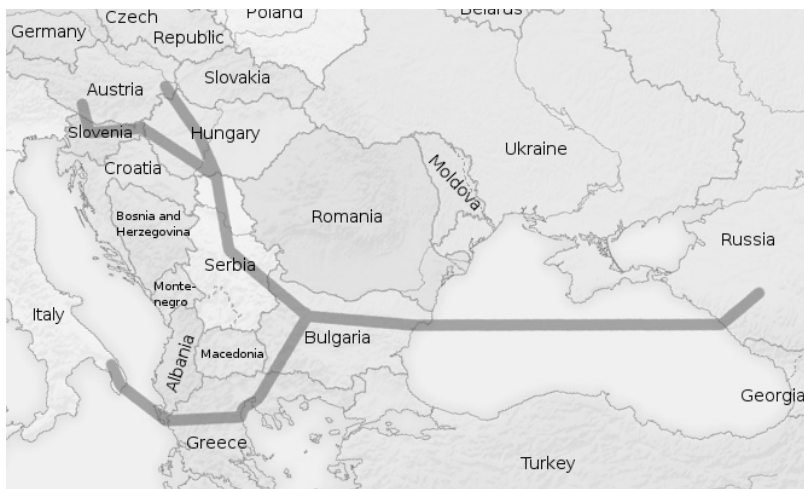 Poland
Belarus
Czech
Republic
Germany
Slovakia
Austria
Slovenia
Hungary
Ukraine
Croatia
Moldova
Bosnia and
Herzegovina
Romania
Russia
Serbia
Monte-
negro
Italy
Bulgaria
Albania
Macedonia
Georgia
Greece
Turkey